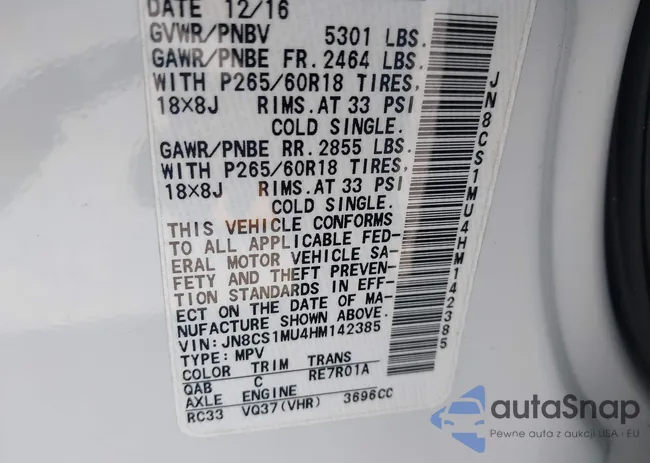 DATE 12/16
GVWR/PNBV 5301 LBS.
GAWR/PNBE FR. 2464 LBS.
WITH P265/60R18 TIRES,
18X8J RIMS. AT 33 PSI
COLD SINGLE.
GAWR/PNBE RR. 2855 LBS.
WITH P265/60R18 TIRES,
18X8J RIMS. AT 33 PSI
COLD SINGLE.
THIS VEHICLE CONFORMS
TO ALL APPLICABLE FED-
ERAL MOTOR VEHICLE SA-
FETY AND THEFT PREVEN-
TION STANDARDS IN EFF-
ECT ON THE DATE OF MA-
NUFACTURE SHOWN ABOVE.
VIN: JN8CS1MU4HM142385
TYPE: MPV
COLOR TRIM TRANS
QAB C RE7R01A
AXLE ENGINE
RC33 VQ37(VHR) 3696CC
JN8CS1MU4HM142385
autaSnap
Pewne auta z aukcji USA i EU